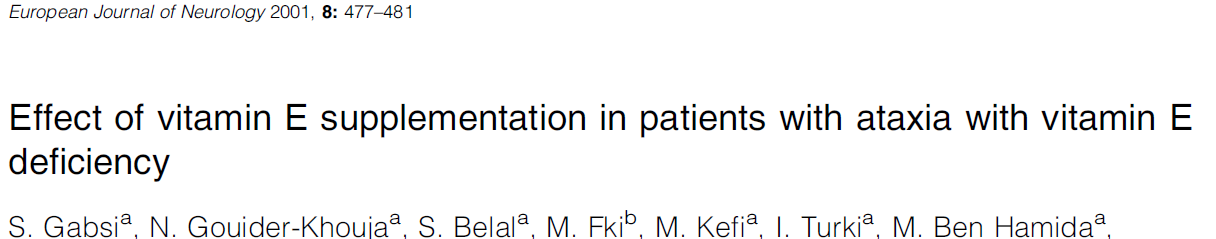 European Journal of Neurology 2001, 8: 477–481
Effect of vitamin E supplementation in patients with ataxia with vitamin E
deficiency
S. Gabsiᵃ, N. Gouider-Khoujaᵃ, S. Belalᵃ, M. Fkiᵇ, M. Kefiᵃ, I. Turkiᵃ, M. Ben Hamidaᵃ,